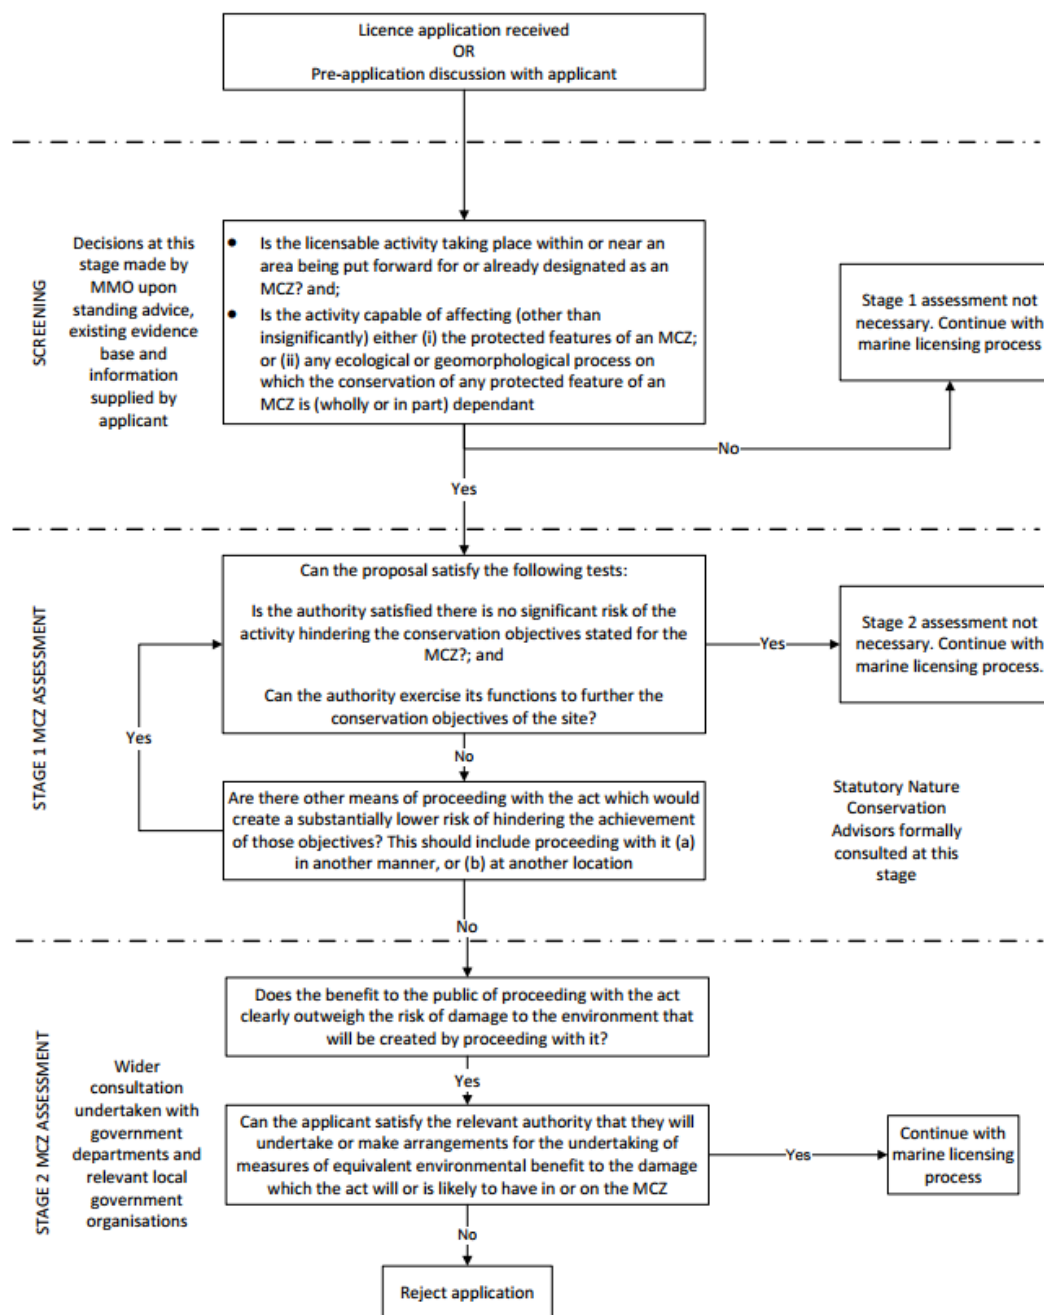 Licence application received
OR
Pre-application discussion with applicant
SCREENING
Decisions at this
stage made by
MMO upon
standing advice,
existing evidence
base and
information
supplied by
applicant
● Is the licensable activity taking place within or near an
area being put forward for or already designated as an
MCZ? and;
● Is the activity capable of affecting (other than
insignificantly) either (i) the protected features of an MCZ;
or (ii) any ecological or geomorphological process on
which the conservation of any protected feature of an
MCZ is (wholly or in part) dependant
Stage 1 assessment not
necessary. Continue with
marine licensing process
No
Yes
STAGE 1 MCZ ASSESSMENT
Can the proposal satisfy the following tests:
Is the authority satisfied there is no significant risk of the
activity hindering the conservation objectives stated for the
MCZ?; and
Can the authority exercise its functions to further the
conservation objectives of the site?
Yes
Stage 2 assessment not
necessary. Continue with
marine licensing process.
Yes
No
Are there other means of proceeding with the act which would
create a substantially lower risk of hindering the achievement
of those objectives? This should include proceeding with it (a)
in another manner, or (b) at another location
Statutory Nature
Conservation
Advisors formally
consulted at this
stage
No
STAGE 2 MCZ ASSESSMENT
Wider
consultation
undertaken with
government
departments and
relevant local
government
organisations
Does the benefit to the public of proceeding with the act
clearly outweigh the risk of damage to the environment that
will be created by proceeding with it?
Yes
Can the applicant satisfy the relevant authority that they will
undertake or make arrangements for the undertaking of
measures of equivalent environmental benefit to the damage
which the act will or is likely to have in or on the MCZ
Yes
Continue with
marine licensing
process
No
Reject application